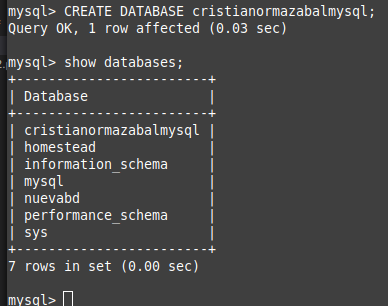 mysql> CREATE DATABASE cristianormazabalmysql;
Query OK, 1 row affected (0.03 sec)
mysql> show databases;
+------------------------+
| Database               |
+------------------------+
| cristianormazabalmysql |
| homestead              |
| information_schema     |
| mysql                  |
| nuevabd                |
| performance_schema     |
| sys                    |
+------------------------+
7 rows in set (0.00 sec)
mysql>